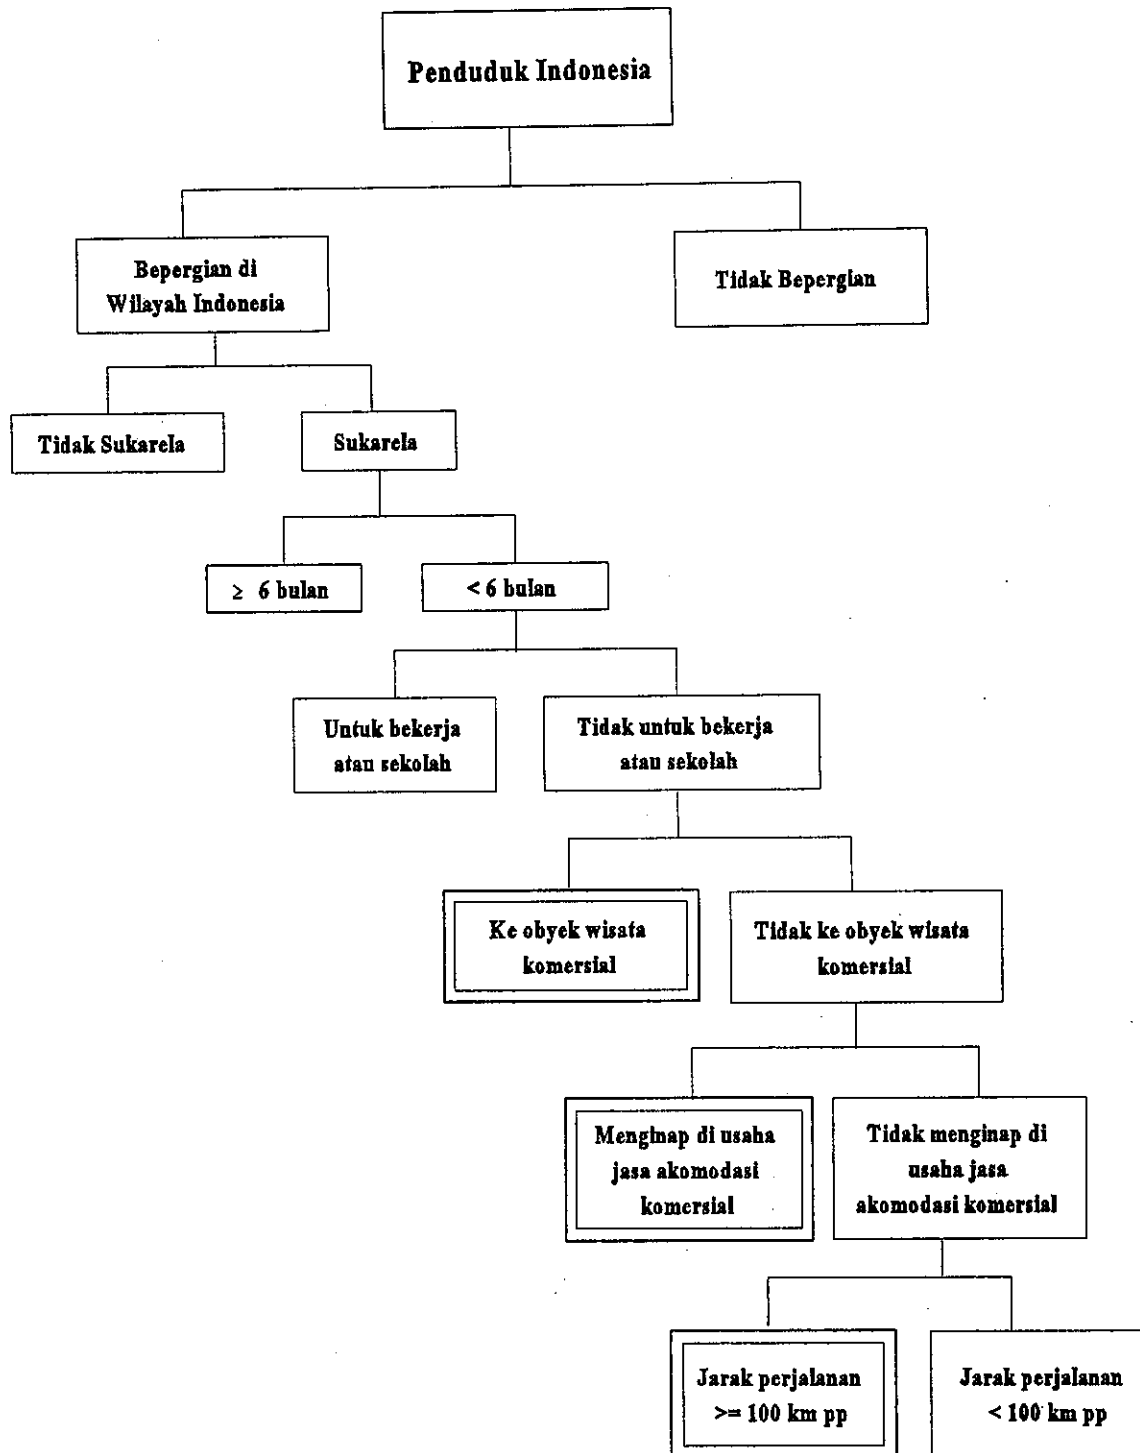 Penduduk Indonesia
Bepergian di
Wilayah Indonesia
Tidak Bepergian
Tidak Sukarela
Sukarela
≥ 6 bulan
< 6 bulan
Untuk bekerja
atau sekolah
Tidak untuk bekerja
atau sekolah
Ke obyek wisata
komersial
Tidak ke obyek wisata
komersial
Menginap di usaha
jasa akomodasi
komersial
Tidak menginap di
usaha jasa
akomodasi komersial
Jarak perjalanan
>= 100 km pp
Jarak perjalanan
< 100 km pp